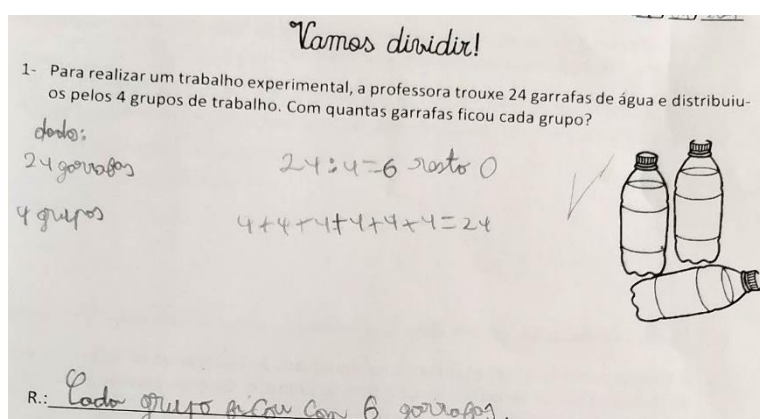 Vamos dividir!
1- Para realizar um trabalho experimental, a professora trouxe 24 garrafas de água e distribuiu-
os pelos 4 grupos de trabalho. Com quantas garrafas ficou cada grupo?
dados:
24 garrafas
24:4=6 resto 0
4 grupos
4+4+4+4+4+4=24
R.: Cada grupo ficou com 6 garrafas.